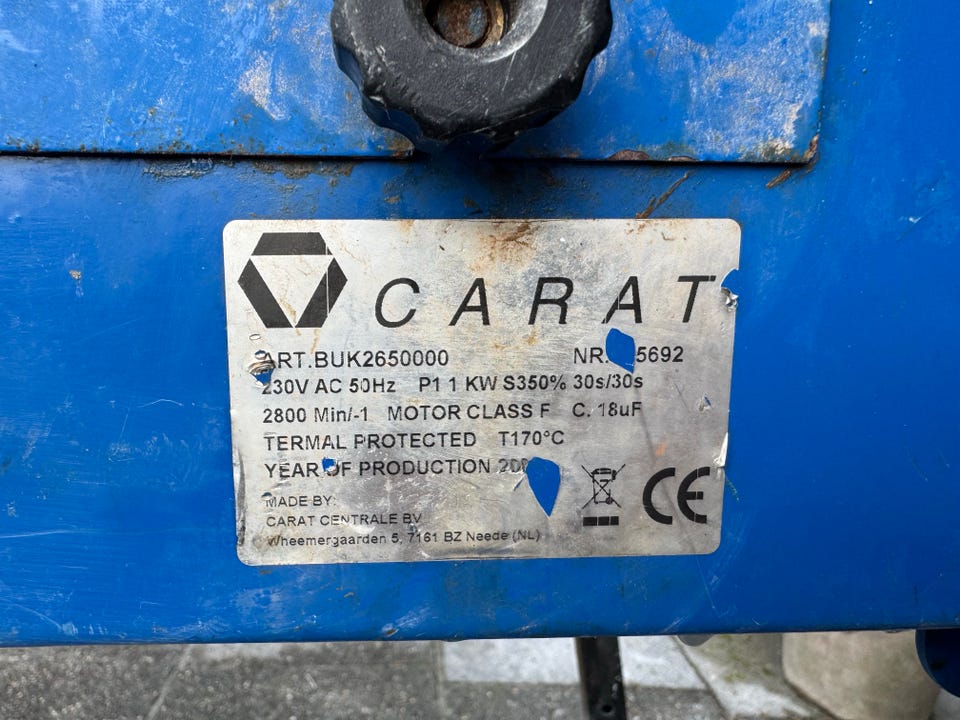 CARAT
ART.BUK2650000 NR. 5692
230V AC 50Hz P1 1 KW S350% 30s/30s
2800 Min/-1 MOTOR CLASS F C. 18uF
TERMAL PROTECTED T170°C
YEAR OF PRODUCTION
MADE BY:
CARAT CENTRALE BV
Wheemergaarden 5, 7161 BZ Neede (NL)
CE